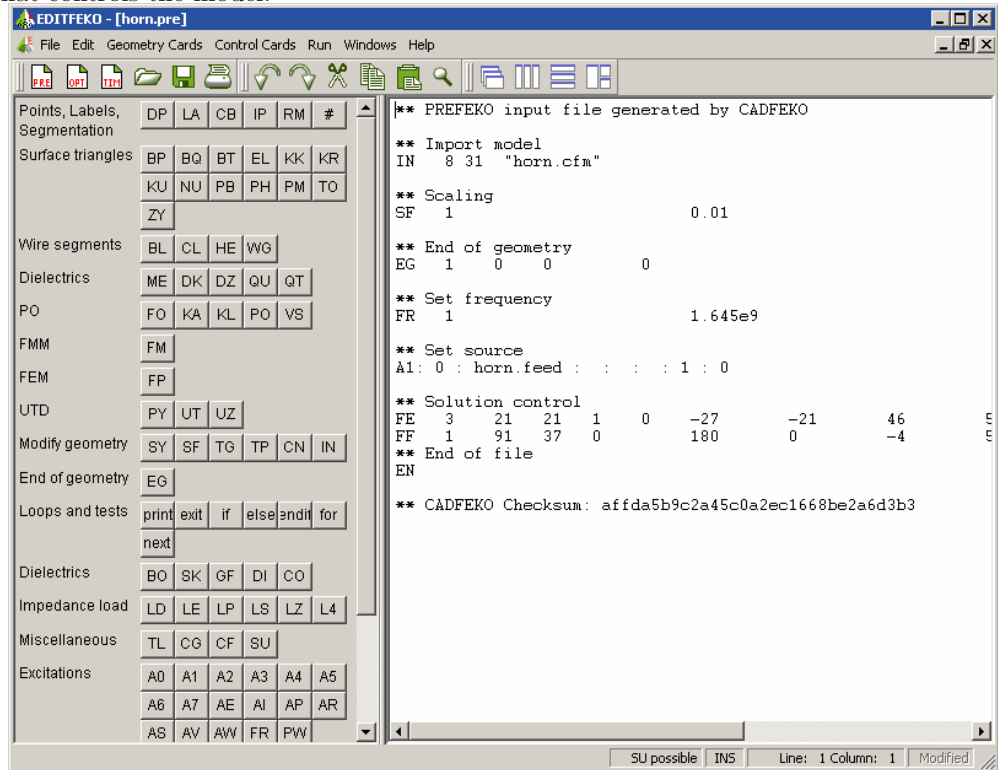 EDITFEKO - [horn.pre]
File Edit Geometry Cards Control Cards Run Windows Help
PRE OPT TIM
Points, Labels, Segmentation DP LA CB IP RM #
Surface triangles BP BQ BT EL KK KR
KU NU PB PH PM TO
ZY
Wire segments BL CL HE WG
Dielectrics ME DK DZ QU QT
PO FO KA KL PO VS
FMM FM
FEM FP
UTD PY UT UZ
Modify geometry SY SF TG TP CN IN
End of geometry EG
Loops and tests print exit if else endif for
next
Dielectrics BO SK GF DI CO
Impedance load LD LE LP LS LZ L4
Miscellaneous TL CG CF SU
Excitations A0 A1 A2 A3 A4 A5
A6 A7 AE AI AP AR
AS AV AW FR PW
** PREFEKO input file generated by CADFEKO
** Import model
IN 8 31 "horn.cfm"
** Scaling
SF 1 0.01
** End of geometry
EG 1 0 0 0
** Set frequency
FR 1 1.645e9
** Set source
A1: 0 : horn.feed : : : : 1 : 0
** Solution control
FE 3 21 21 1 0 -27 -21 46 5
FF 1 91 37 0 180 0 -4 5
** End of file
EN
** CADFEKO Checksum: affda5b9c2a45c0a2ec1668be2a6d3b3
SU possible INS Line: 1 Column: 1 Modified